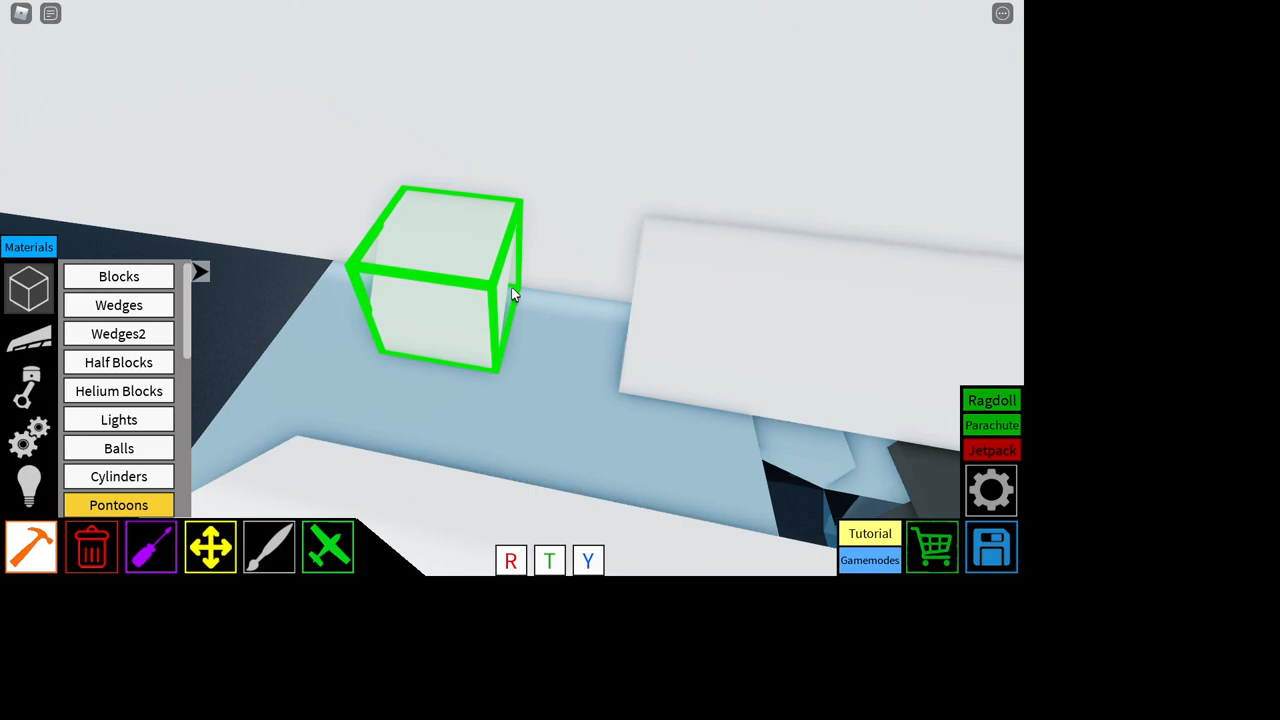 Materials
Blocks
Wedges
Wedges2
Half Blocks
Helium Blocks
Lights
Balls
Cylinders
Pontoons
Ragdoll
Parachute
Jetpack
Tutorial
Gamemodes
R T Y